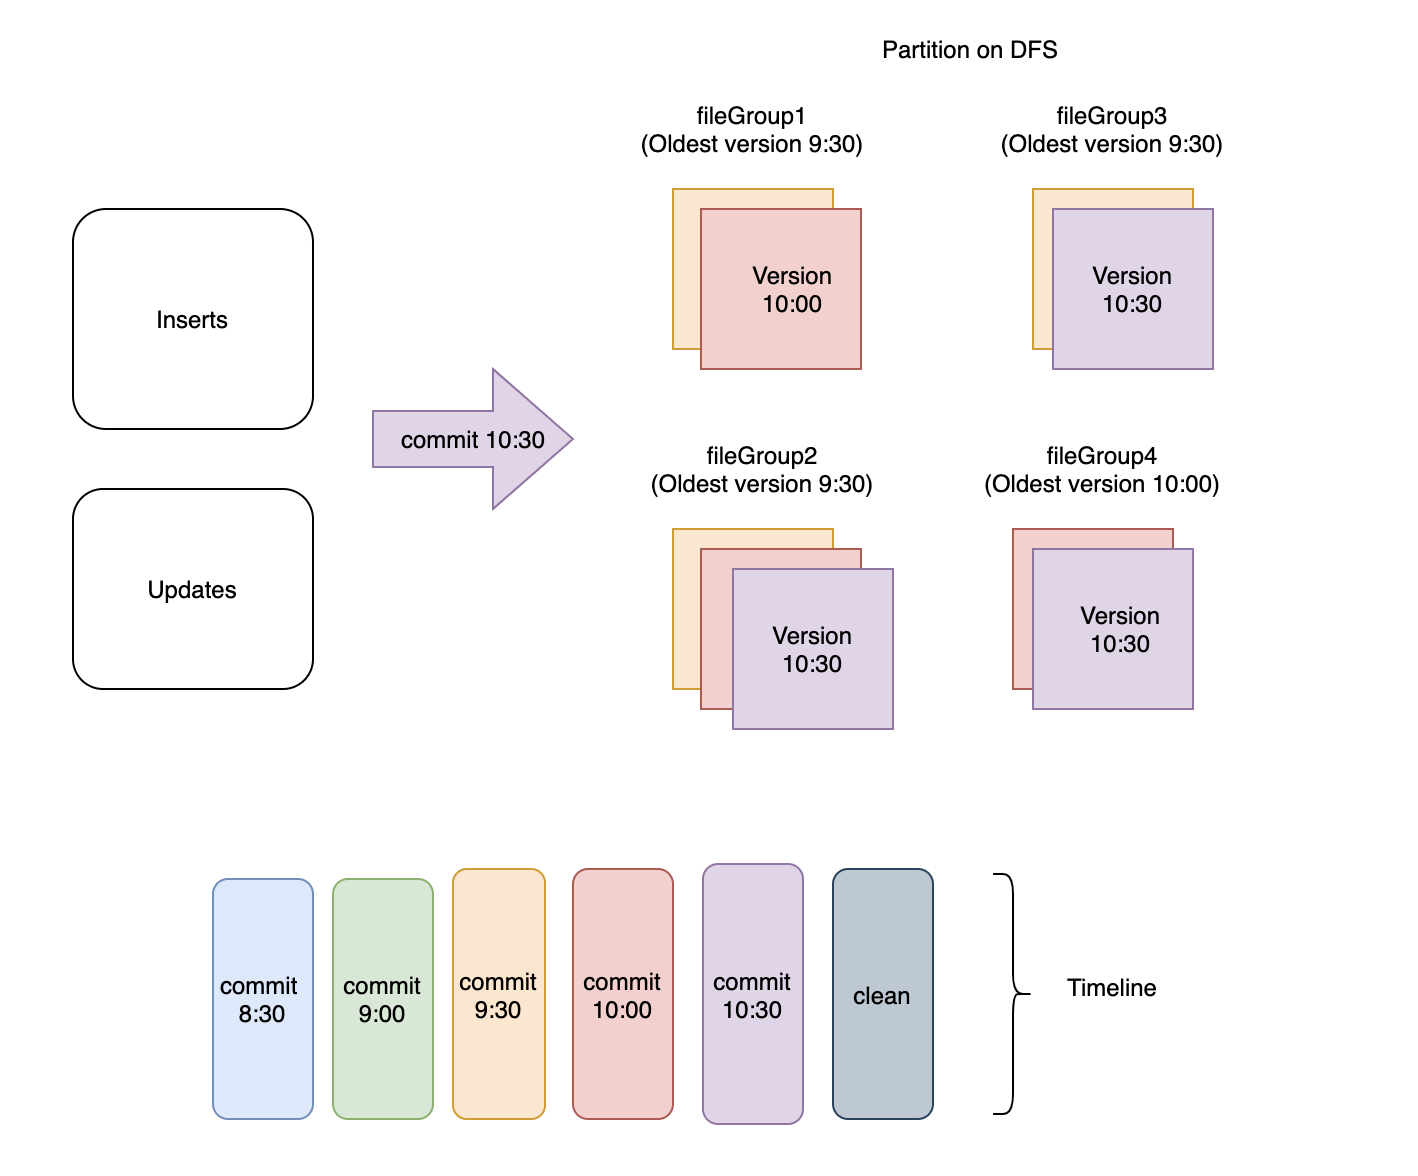 Partition on DFS
fileGroup1
(Oldest version 9:30)
fileGroup3
(Oldest version 9:30)
Version
10:00
Version
10:30
Inserts
commit 10:30
fileGroup2
(Oldest version 9:30)
fileGroup4
(Oldest version 10:00)
Updates
Version
10:30
Version
10:30
commit
8:30
commit
9:00
commit
9:30
commit
10:00
commit
10:30
clean
Timeline